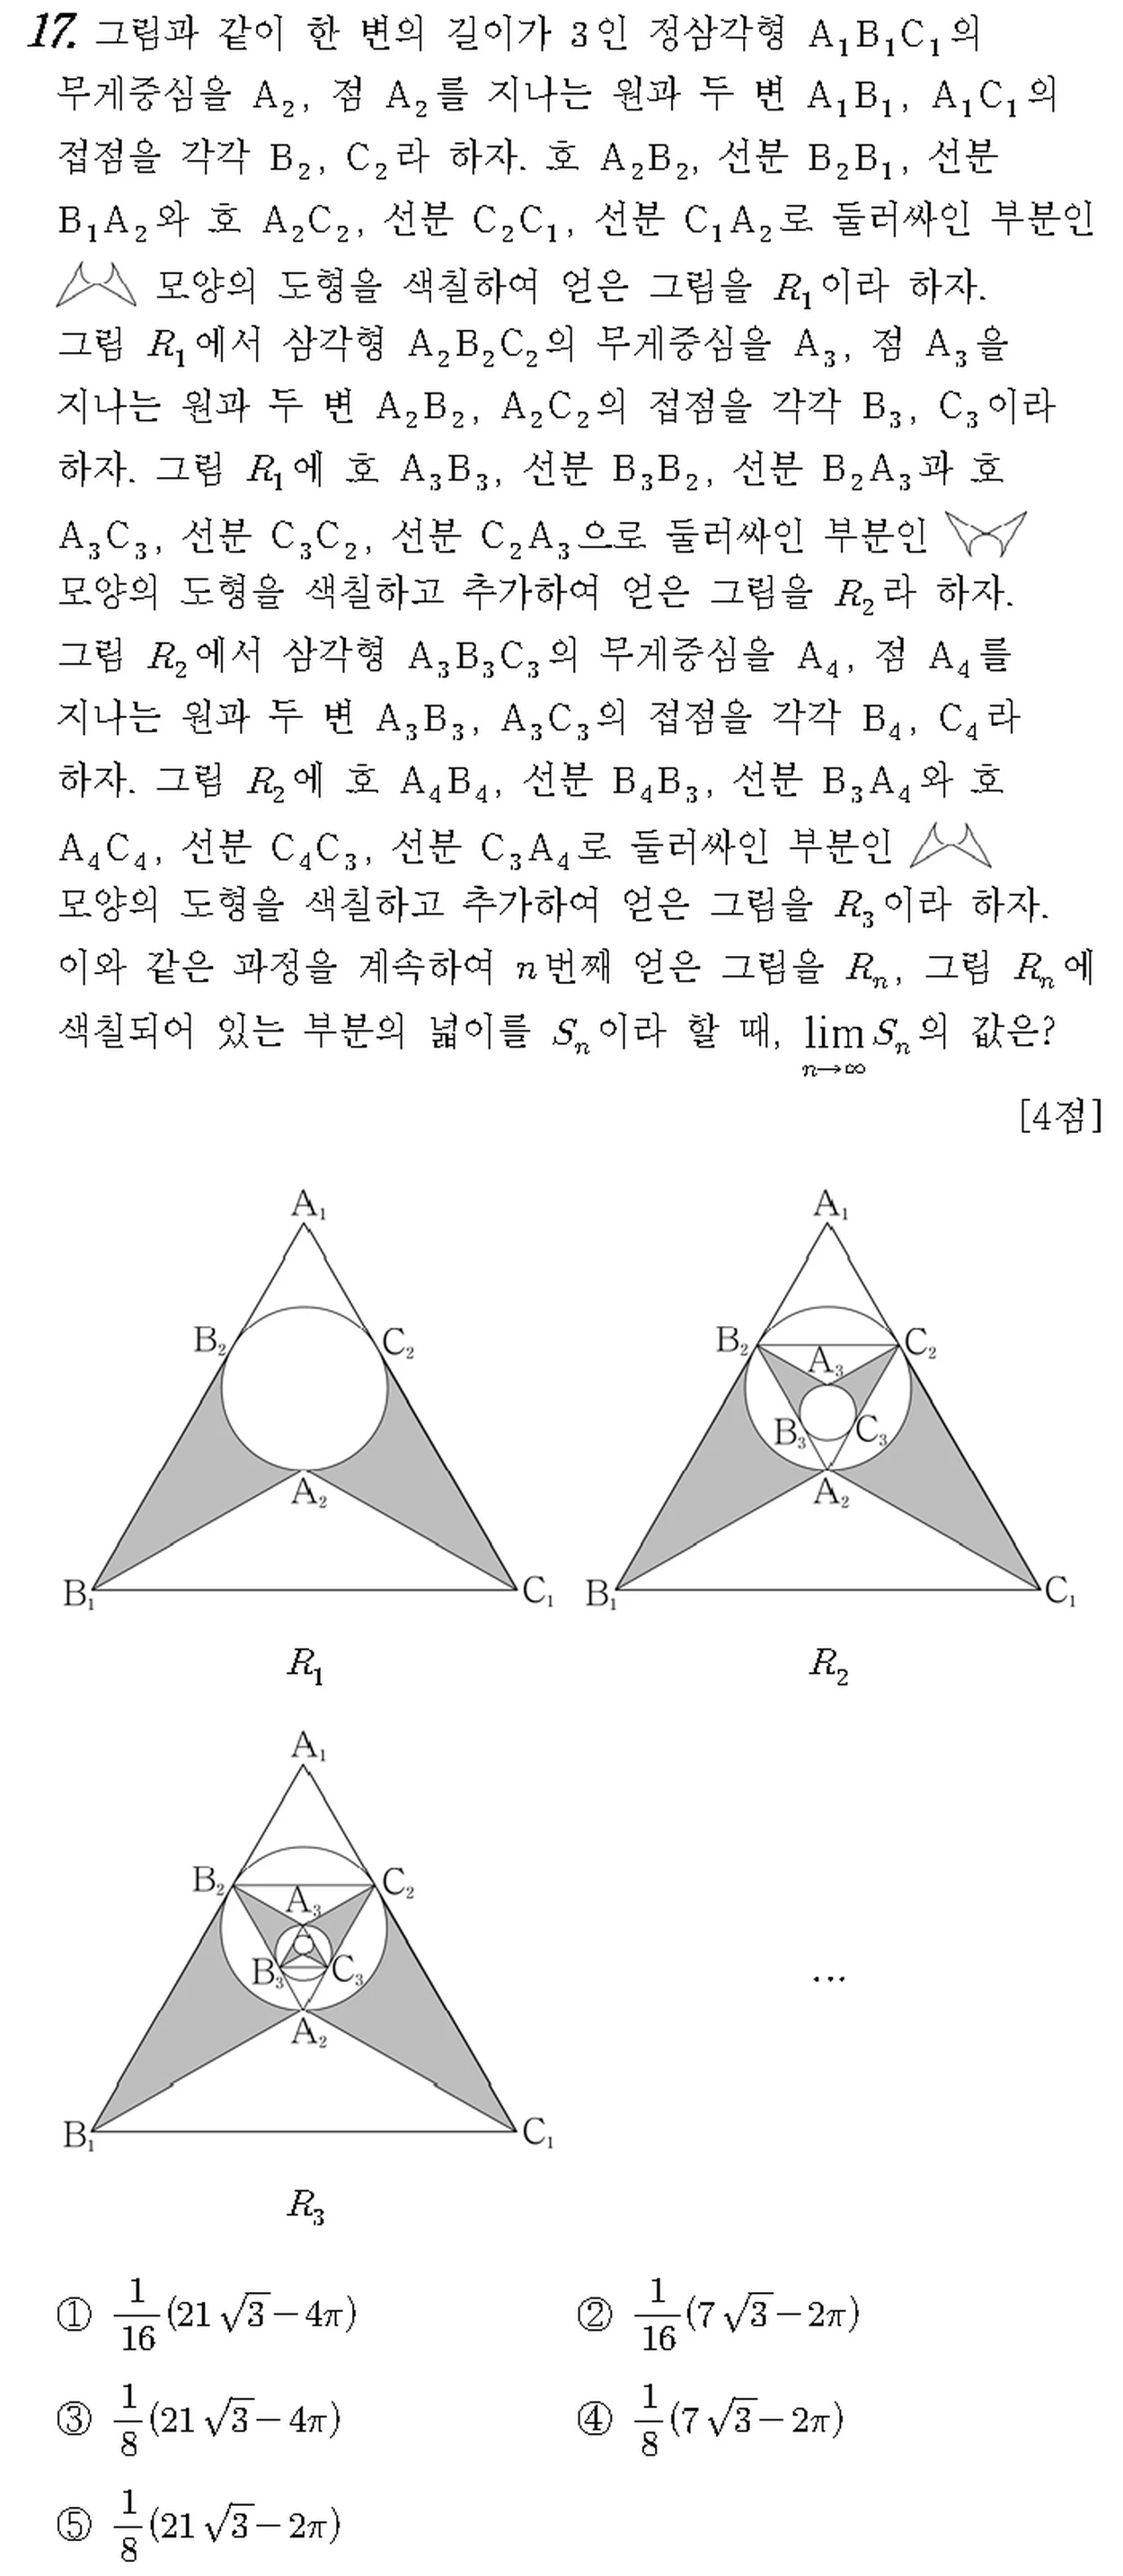 17. 그림과 같이 한 변의 길이가 3인 정삼각형 A₁B₁C₁의
무게중심을 A₂, 점 A₂를 지나는 원과 두 변 A₁B₁, A₁C₁의
접점을 각각 B₂, C₂라 하자. 호 A₂B₂, 선분 B₂B₁, 선분
B₁A₂와 호 A₂C₂, 선분 C₂C₁, 선분 C₁A₂로 둘러싸인 부분인
모양의 도형을 색칠하여 얻은 그림을 R₁이라 하자.
그림 R₁에서 삼각형 A₂B₂C₂의 무게중심을 A₃, 점 A₃을
지나는 원과 두 변 A₂B₂, A₂C₂의 접점을 각각 B₃, C₃이라
하자. 그림 R₁에 호 A₃B₃, 선분 B₃B₂, 선분 B₂A₃과 호
A₃C₃, 선분 C₃C₂, 선분 C₂A₃으로 둘러싸인 부분인
모양의 도형을 색칠하고 추가하여 얻은 그림을 R₂라 하자.
그림 R₂에서 삼각형 A₃B₃C₃의 무게중심을 A₄, 점 A₄를
지나는 원과 두 변 A₃B₃, A₃C₃의 접점을 각각 B₄, C₄라
하자. 그림 R₂에 호 A₄B₄, 선분 B₄B₃, 선분 B₃A₄와 호
A₄C₄, 선분 C₄C₃, 선분 C₃A₄로 둘러싸인 부분인
모양의 도형을 색칠하고 추가하여 얻은 그림을 R₃이라 하자.
이와 같은 과정을 계속하여 n번째 얻은 그림을 Rₙ, 그림 Rₙ에
색칠되어 있는 부분의 넓이를 Sₙ이라 할 때, lim Sₙ의 값은?
n→∞
[4점]
A₁ A₁
B₂ C₂ B₂ C₂
A₃
B₃ C₃
A₂ A₂
B₁ C₁ B₁ C₁
R₁ R₂
A₁
B₂ C₂
A₃
B₃ C₃
...
A₂
B₁ C₁
R₃
① 1/16(21√3−4π) ② 1/16(7√3−2π)
③ 1/8(21√3−4π) ④ 1/8(7√3−2π)
⑤ 1/8(21√3−2π)